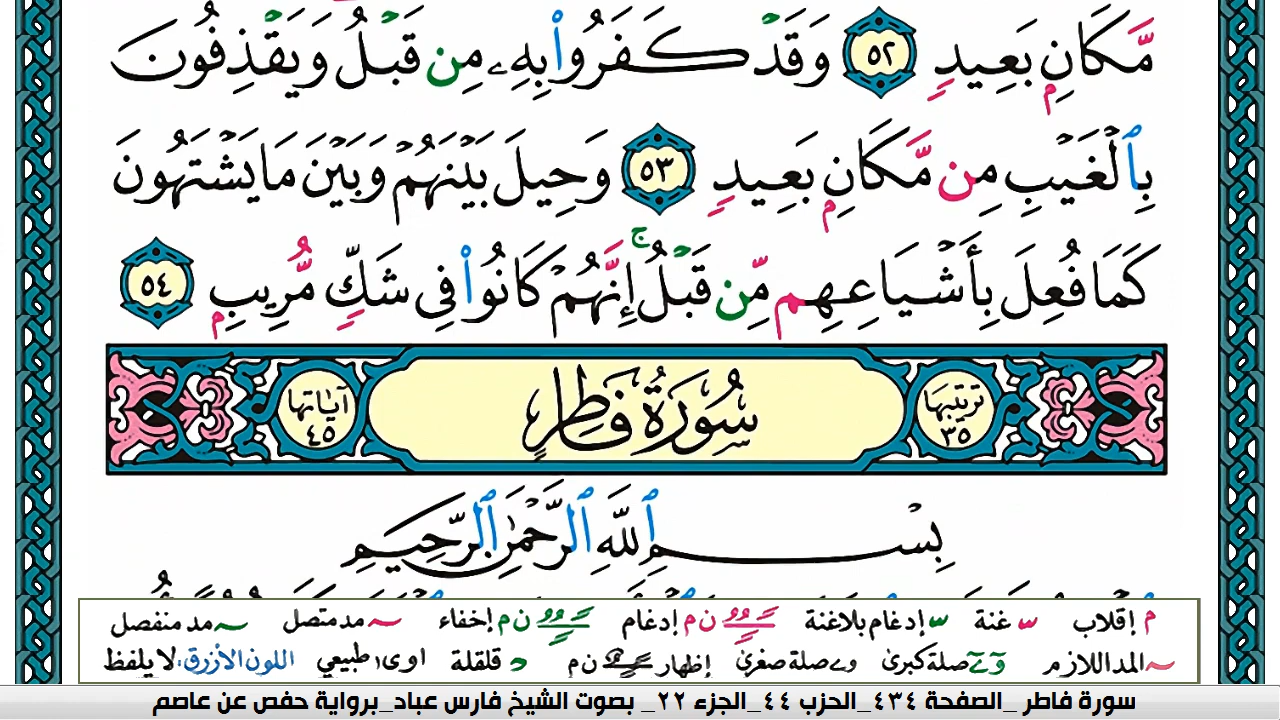 مَّكَانِۭ بَعِيدٍ ٥٢ وَقَدْ كَفَرُوا۟ بِهِۦ مِن قَبْلُ وَيَقْذِفُونَ
بِٱلْغَيْبِ مِن مَّكَانِۭ بَعِيدٍ ٥٣ وَحِيلَ بَيْنَهُمْ وَبَيْنَ مَا يَشْتَهُونَ
كَمَا فُعِلَ بِأَشْيَاعِهِم مِّن قَبْلُ ۚ إِنَّهُمْ كَانُوا۟ فِى شَكٍّ مُّرِيبٍۭ ٥٤
ترتيبها ٣٥ سُورَةُ فَاطِرٍ آياتها ٤٥
بِسْمِ ٱللَّهِ ٱلرَّحْمَٰنِ ٱلرَّحِيمِ
م إقلاب غنة إدغام بلاغنة ن م إدغام ن م إخفاء مد متصل مد منفصل
المد اللازم صلة كبرى صلة صغرى إظهار ن م قلقلة اوى طبيعي اللون الأزرق: لا يلفظ
سورة فاطر _الصفحة ٤٣٤_الحزب ٤٤_الجزء ٢٢_ بصوت الشيخ فارس عباد_برواية حفص عن عاصم